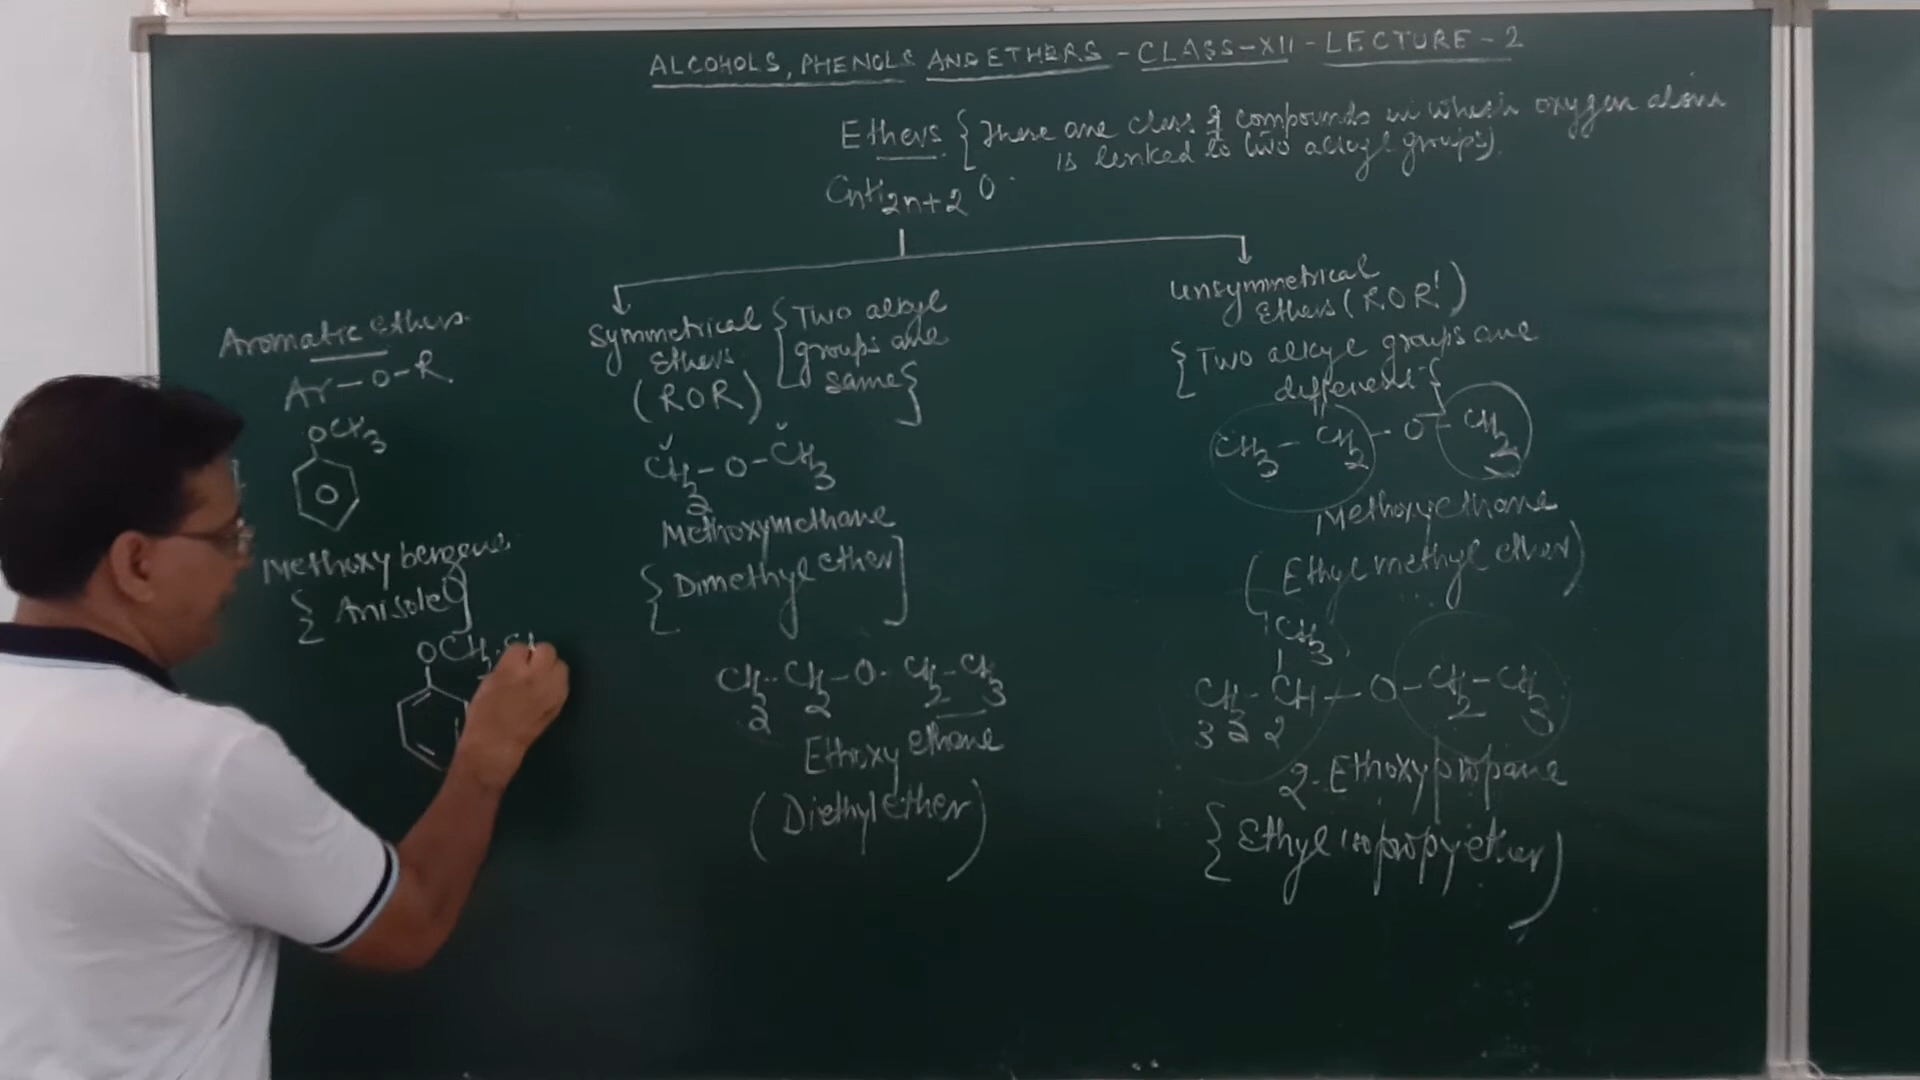 ALCOHOLS, PHENOLS AND ETHERS - CLASS-XII - LECTURE - 2
Ethers { These are class of compounds in which oxygen atom
is linked to two alkyl groups}.
CnH2n+2 O
Aromatic ethers
Ar-O-R
OCH3
Methoxy benzene
{ Anisole }
OCH2
Symmetrical
Ethers
(ROR)
{ Two alkyl
groups are
same }
CH3-O-CH3
Methoxymethane
{ Dimethyl ether }
CH3-CH2-O-CH2-CH3
Ethoxy ethane
(Diethyl ether)
Unsymmetrical
Ethers (ROR')
{ Two alkyl groups are
different }
CH3-CH2-O-CH3
Methoxyethane
(Ethyl methyl ether)
CH3
CH3-CH-O-CH2-CH3
3 2
2-Ethoxypropane
{ Ethyl isopropyl ether )